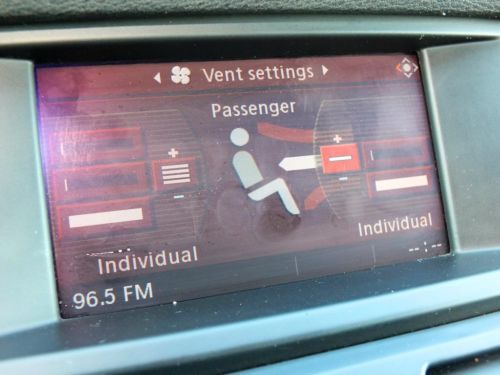 Vent settings
Passenger
Individual
Individual
96.5 FM
-- : --